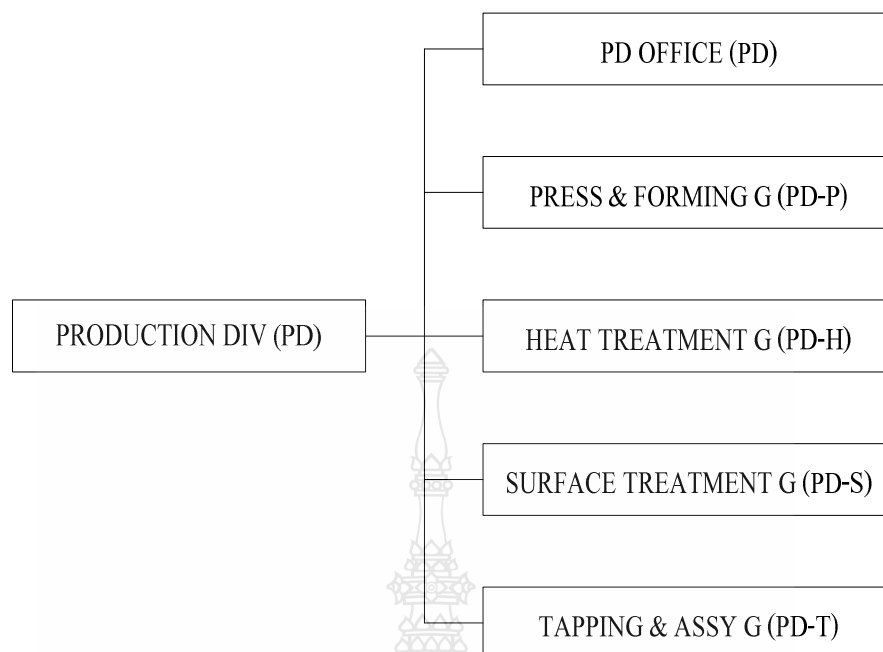 PD OFFICE (PD)
PRESS & FORMING G (PD-P)
PRODUCTION DIV (PD)
HEAT TREATMENT G (PD-H)
SURFACE TREATMENT G (PD-S)
TAPPING & ASSY G (PD-T)